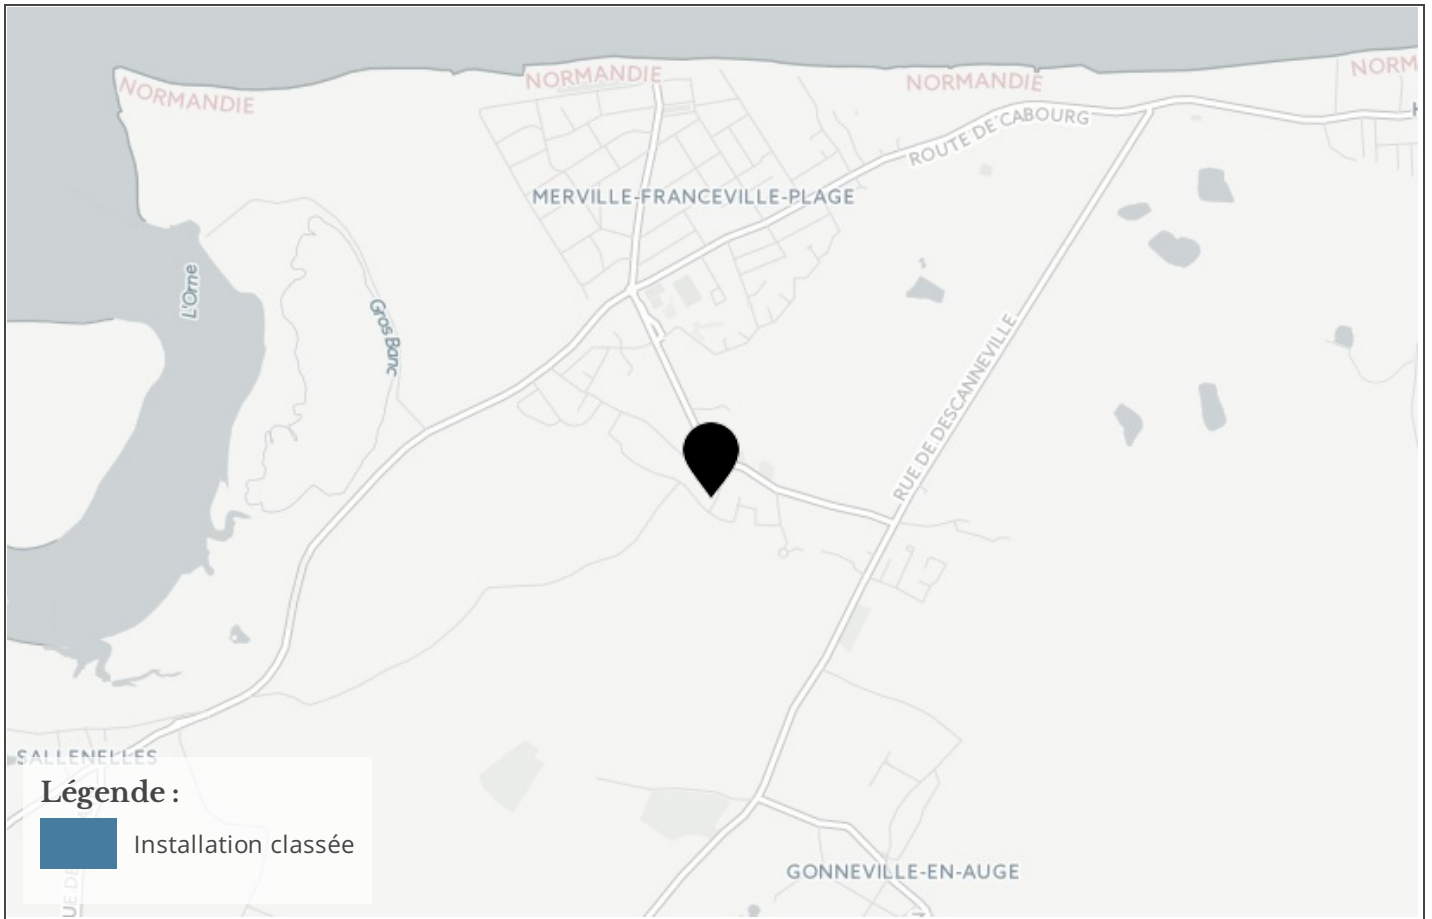 NORMANDIE
NORMANDIE
NORMANDIE
NORM
ROUTE DE CABOURG
MERVILLE-FRANCEVILLE-PLAGE
L'Orne
Gros Banc
RUE DE DESCANNEVILLE
SALLENELLES
Légende :
Installation classée
GONNEVILLE-EN-AUGE